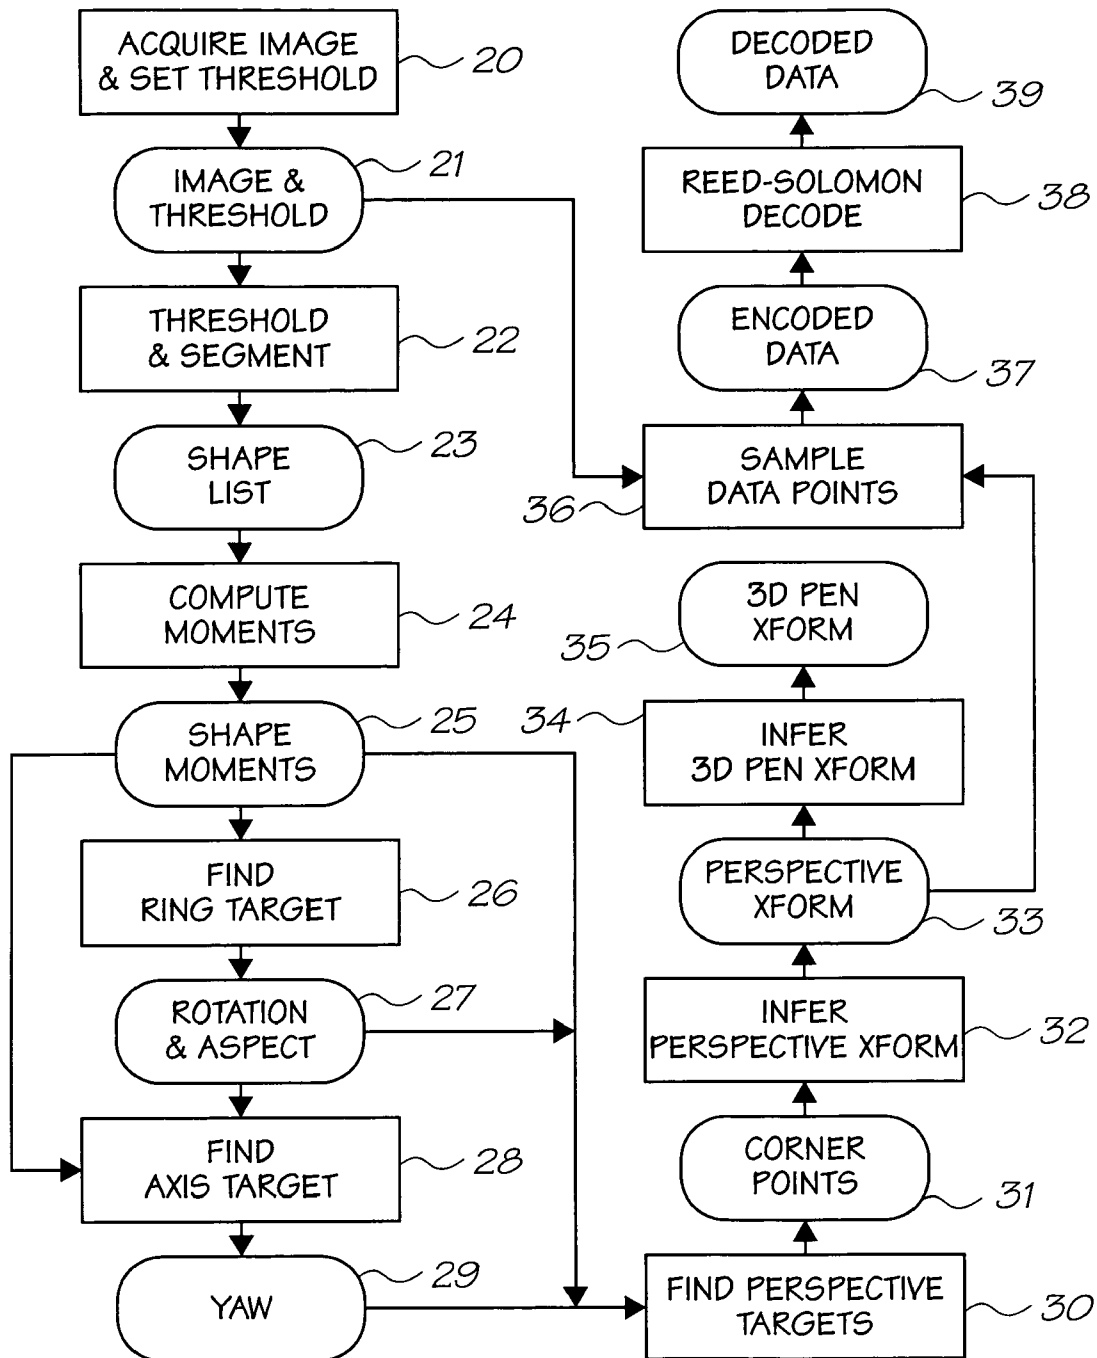 ACQUIRE IMAGE
& SET THRESHOLD
20
IMAGE &
THRESHOLD
21
THRESHOLD
& SEGMENT
22
SHAPE
LIST
23
COMPUTE
MOMENTS
24
SHAPE
MOMENTS
25
FIND
RING TARGET
26
ROTATION
& ASPECT
27
FIND
AXIS TARGET
28
YAW
29
DECODED
DATA
39
REED-SOLOMON
DECODE
38
ENCODED
DATA
37
SAMPLE
DATA POINTS
36
3D PEN
XFORM
35
INFER
3D PEN XFORM
34
PERSPECTIVE
XFORM
33
INFER
PERSPECTIVE XFORM
32
CORNER
POINTS
31
FIND PERSPECTIVE
TARGETS
30